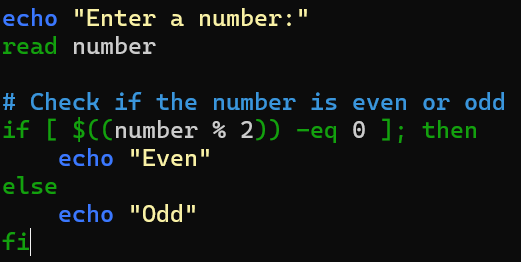 echo "Enter a number:"
read number

# Check if the number is even or odd
if [ $((number % 2)) -eq 0 ]; then
    echo "Even"
else
    echo "Odd"
fi